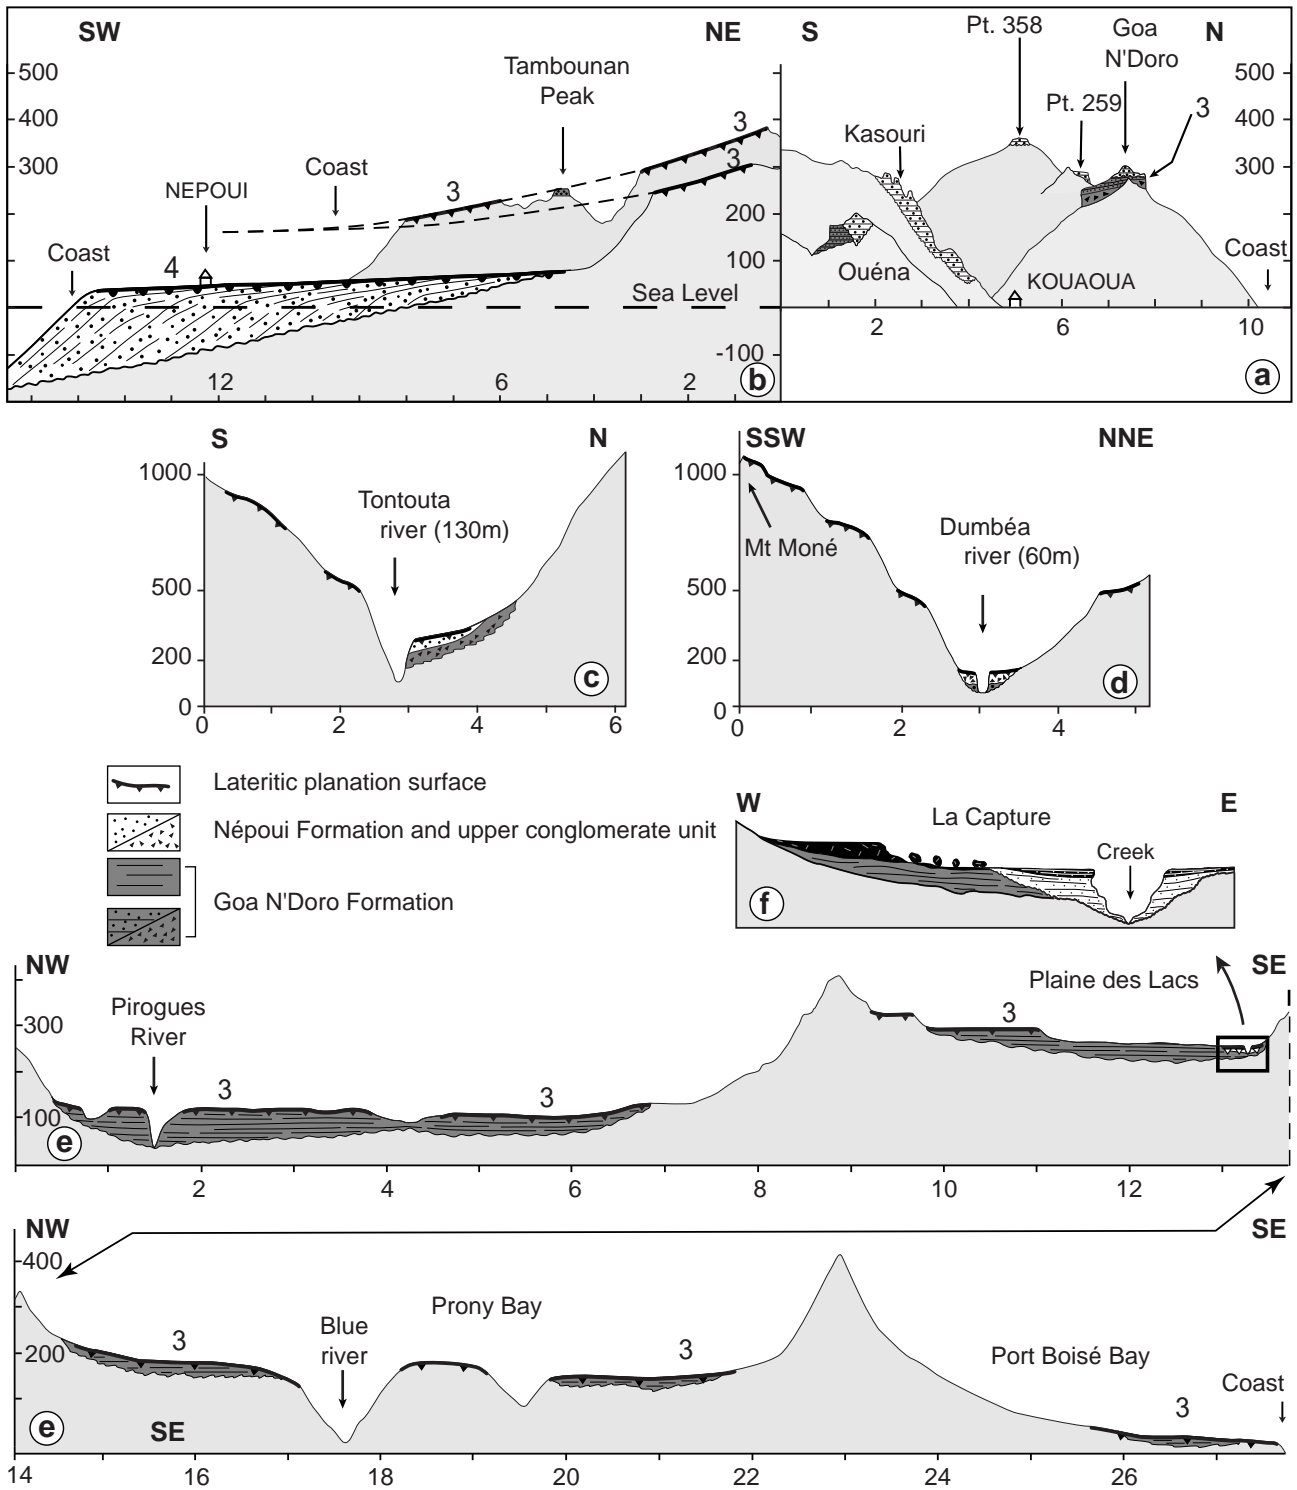 SW
NE
500
400
300
Tambounan
Peak
Coast
NEPOUI
Coast
3
3
3
4
Sea Level
-100
12
6
2
b
S
N
Pt. 358
Goa
N'Doro
500
400
300
200
100
Pt. 259
3
Kasouri
Ouéna
KOUAOUA
Coast
2
6
10
a
S
N
1000
500
200
0
Tontouta
river (130m)
c
0
2
4
6
SSW
NNE
1000
500
200
0
Mt Moné
Dumbéa
river (60m)
d
0
2
4
Lateritic planation surface
Népoui Formation and upper conglomerate unit
Goa N'Doro Formation
W
E
La Capture
Creek
f
NW
SE
300
100
Pirogues
River
3
3
Plaine des Lacs
3
e
2
4
6
8
10
12
NW
SE
400
200
3
Blue
river
Prony Bay
3
Port Boisé Bay
3
Coast
e
SE
14
16
18
20
22
24
26